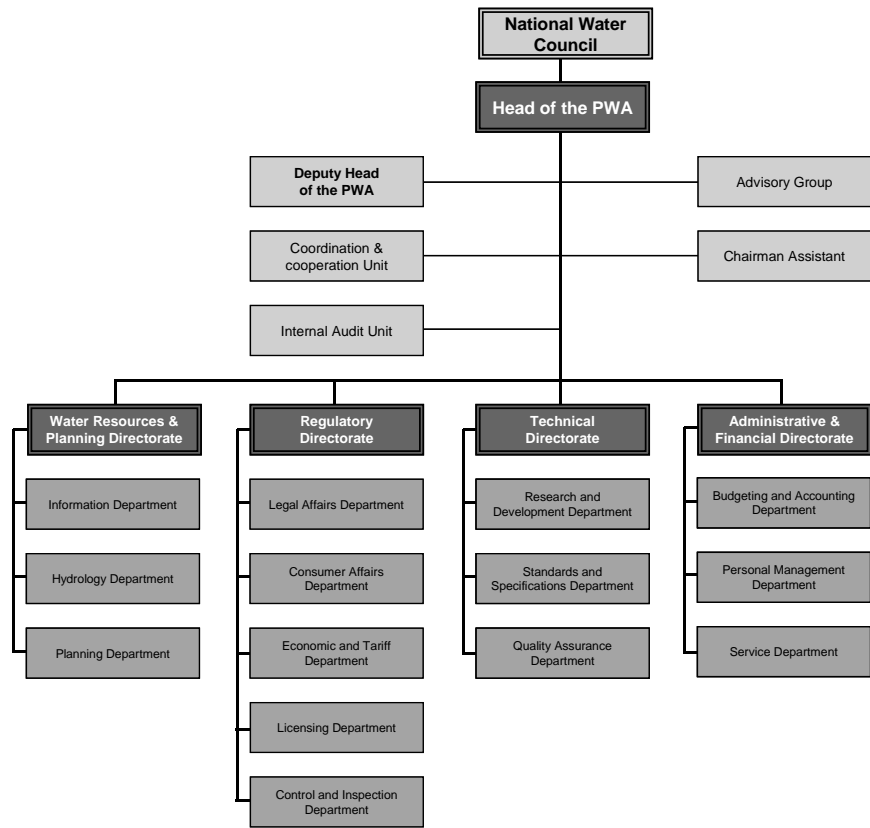 National Water
Council
Head of the PWA
Deputy Head
of the PWA
Advisory Group
Coordination &
cooperation Unit
Chairman Assistant
Internal Audit Unit
Water Resources &
Planning Directorate
Regulatory
Directorate
Technical
Directorate
Administrative &
Financial Directorate
Information Department
Legal Affairs Department
Research and
Development Department
Budgeting and Accounting
Department
Hydrology Department
Consumer Affairs
Department
Standards and
Specifications Department
Personal Management
Department
Planning Department
Economic and Tariff
Department
Quality Assurance
Department
Service Department
Licensing Department
Control and Inspection
Department